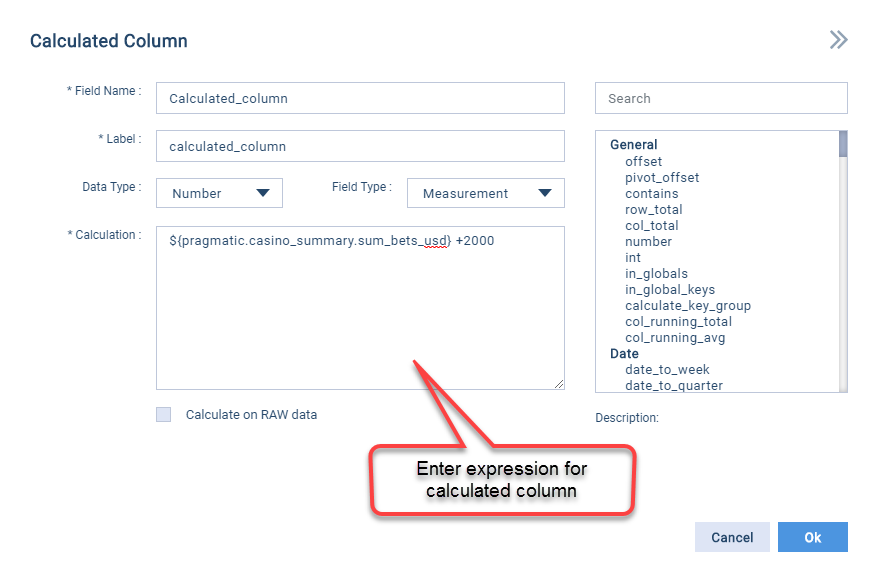 Calculated Column
* Field Name :
Calculated_column
* Label :
calculated_column
Data Type :
Number
Field Type :
Measurement
* Calculation :
${pragmatic.casino_summary.sum_bets_usd} +2000
Calculate on RAW data
Search
General
offset
pivot_offset
contains
row_total
col_total
number
int
in_globals
in_global_keys
calculate_key_group
col_running_total
col_running_avg
Date
date_to_week
date_to_quarter
Description:
Enter expression for
calculated column
Cancel
Ok